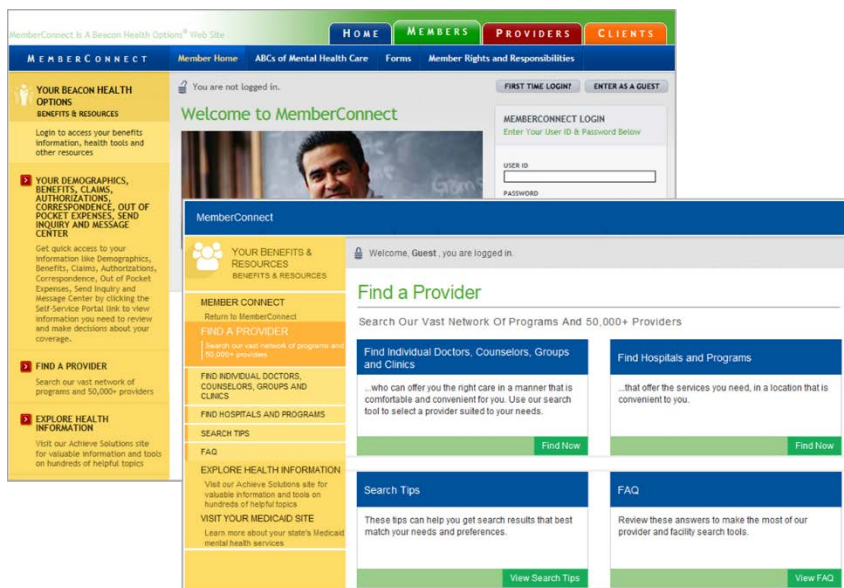 MemberConnect Is A Beacon Health Options® Web Site
HOME
MEMBERS
PROVIDERS
CLIENTS
MEMBERCONNECT
Member Home
ABCs of Mental Health Care
Forms
Member Rights and Responsibilities
YOUR BEACON HEALTH
OPTIONS
BENEFITS & RESOURCES
Login to access your benefits
information, health tools and
other resources
YOUR DEMOGRAPHICS,
BENEFITS, CLAIMS,
AUTHORIZATIONS,
CORRESPONDENCE, OUT OF
POCKET EXPENSES, SEND
INQUIRY AND MESSAGE
CENTER
Get quick access to your
information like Demographics,
Benefits, Claims, Authorizations,
Correspondence, Out of Pocket
Expenses, Send Inquiry and
Message Center by clicking the
Self-Service Portal link to view
information you need to review
and make decisions about your
coverage.
FIND A PROVIDER
Search our vast network of
programs and 50,000+ providers
EXPLORE HEALTH
INFORMATION
Visit our Achieve Solutions site
for valuable information and tools
on hundreds of helpful topics
You are not logged in.
FIRST TIME LOGIN?
ENTER AS A GUEST
Welcome to MemberConnect
MEMBERCONNECT LOGIN
Enter Your User ID & Password Below
USER ID
PASSWORD
MemberConnect
YOUR BENEFITS &
RESOURCES
BENEFITS & RESOURCES
MEMBER CONNECT
Return to MemberConnect
FIND A PROVIDER
Search our vast network of programs and
50,000+ providers
FIND INDIVIDUAL DOCTORS,
COUNSELORS, GROUPS AND
CLINICS
FIND HOSPITALS AND PROGRAMS
SEARCH TIPS
FAQ
EXPLORE HEALTH INFORMATION
Visit our Achieve Solutions site for
valuable information and tools on
hundreds of helpful topics
VISIT YOUR MEDICAID SITE
Learn more about your state's Medicaid
mental health services
Welcome, Guest , you are logged in.
Find a Provider
Search Our Vast Network Of Programs And 50,000+ Providers
Find Individual Doctors, Counselors, Groups
and Clinics
...who can offer you the right care in a manner that is
comfortable and convenient for you. Use our search
tool to select a provider suited to your needs.
Find Now
Find Hospitals and Programs
...that offer the services you need, in a location that is
convenient to you.
Find Now
Search Tips
These tips can help you get search results that best
match your needs and preferences.
View Search Tips
FAQ
Review these answers to make the most of our
provider and facility search tools.
View FAQ